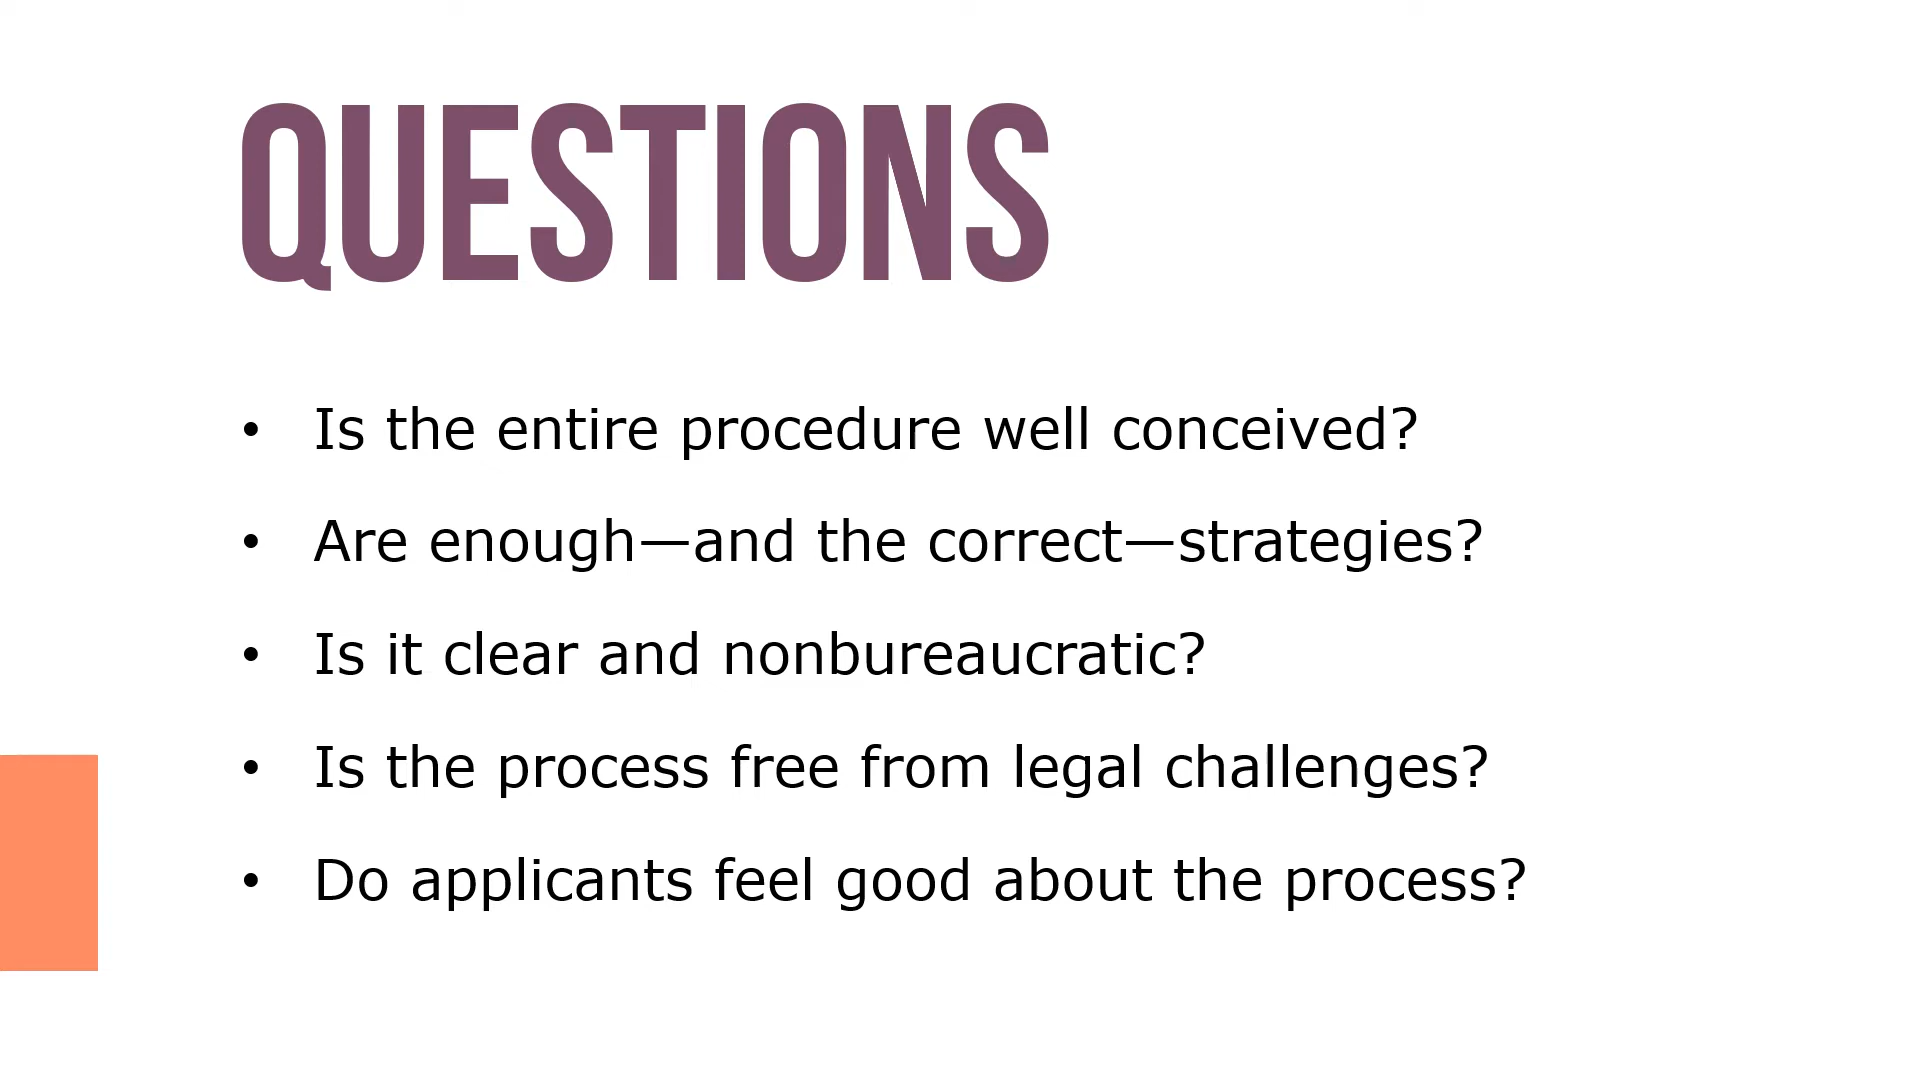 QUESTIONS
• Is the entire procedure well conceived?
• Are enough—and the correct—strategies?
• Is it clear and nonbureaucratic?
• Is the process free from legal challenges?
• Do applicants feel good about the process?